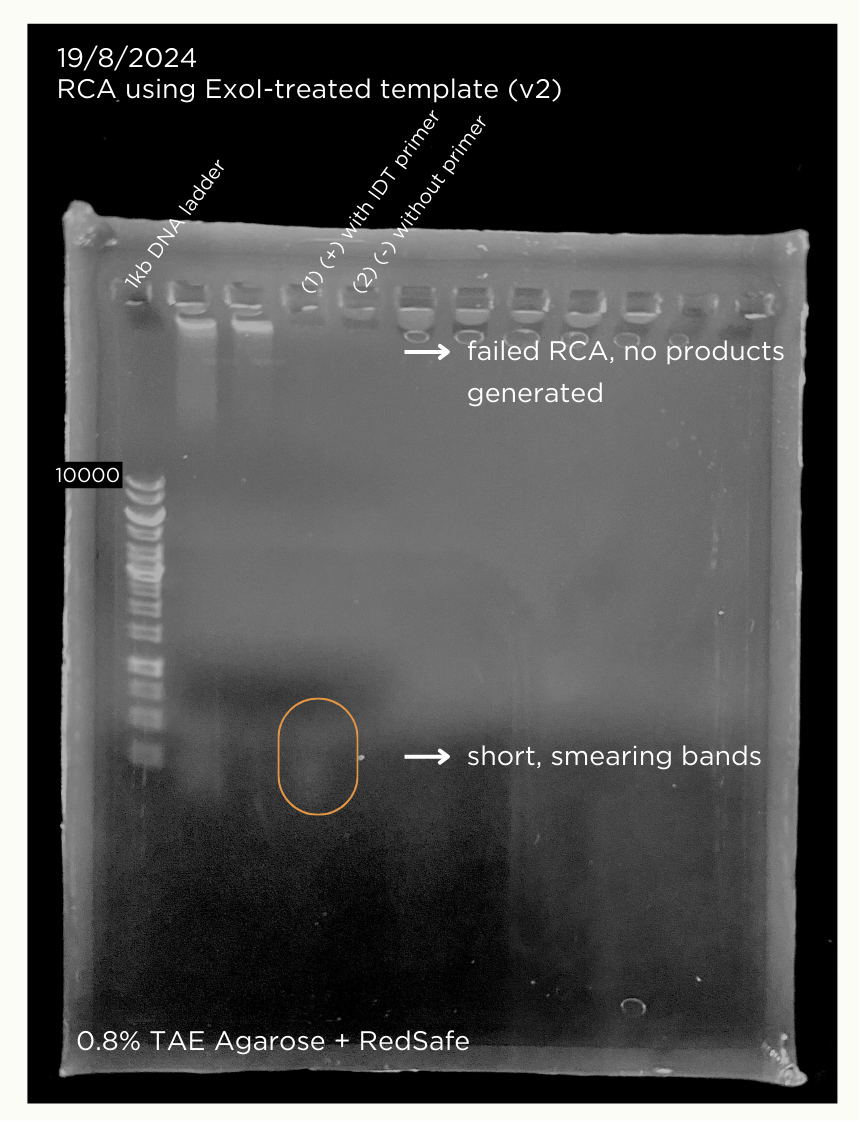 19/8/2024
RCA using ExoI-treated template (v2)
1kb DNA ladder
(1) (+) with IDT primer
(2) (-) without primer
failed RCA, no products
generated
10000
short, smearing bands
0.8% TAE Agarose + RedSafe